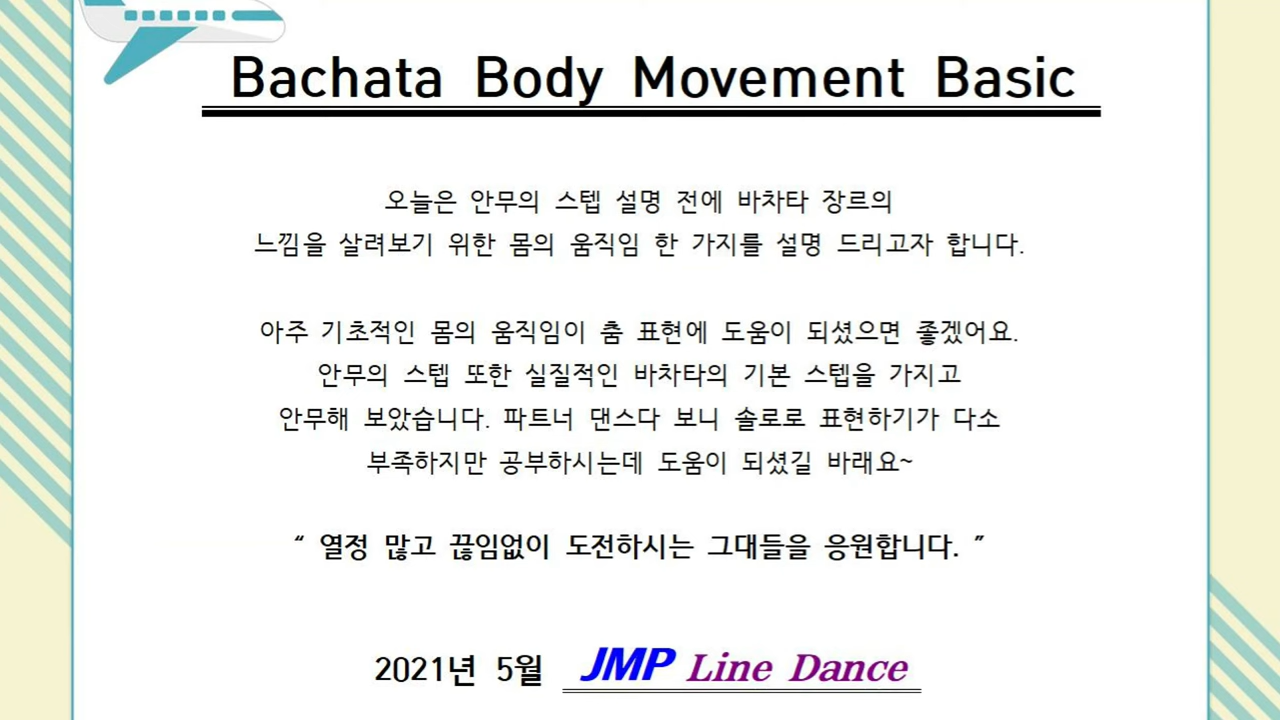 Bachata Body Movement Basic
오늘은 안무의 스텝 설명 전에 바차타 장르의
느낌을 살려보기 위한 몸의 움직임 한 가지를 설명 드리고자 합니다.
아주 기초적인 몸의 움직임이 춤 표현에 도움이 되셨으면 좋겠어요.
안무의 스텝 또한 실질적인 바차타의 기본 스텝을 가지고
안무해 보았습니다. 파트너 댄스다 보니 솔로로 표현하기가 다소
부족하지만 공부하시는데 도움이 되셨길 바래요~
“ 열정 많고 끊임없이 도전하시는 그대들을 응원합니다. ”
2021년 5월 JMP Line Dance